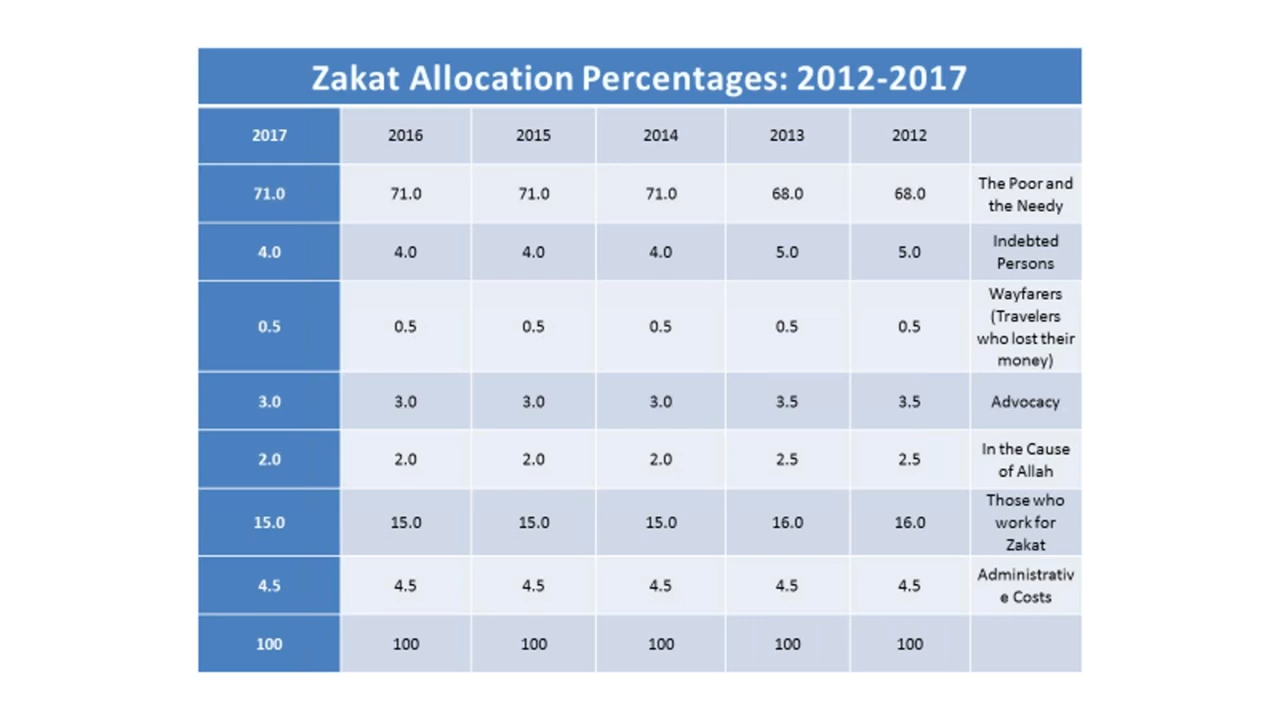 Zakat Allocation Percentages: 2012-2017
2017 2016 2015 2014 2013 2012
71.0 71.0 71.0 71.0 68.0 68.0 The Poor and
the Needy
4.0 4.0 4.0 4.0 5.0 5.0 Indebted
Persons
0.5 0.5 0.5 0.5 0.5 0.5 Wayfarers
(Travelers
who lost their
money)
3.0 3.0 3.0 3.0 3.5 3.5 Advocacy
2.0 2.0 2.0 2.0 2.5 2.5 In the Cause
of Allah
15.0 15.0 15.0 15.0 16.0 16.0 Those who
work for
Zakat
4.5 4.5 4.5 4.5 4.5 4.5 Administrativ
e Costs
100 100 100 100 100 100